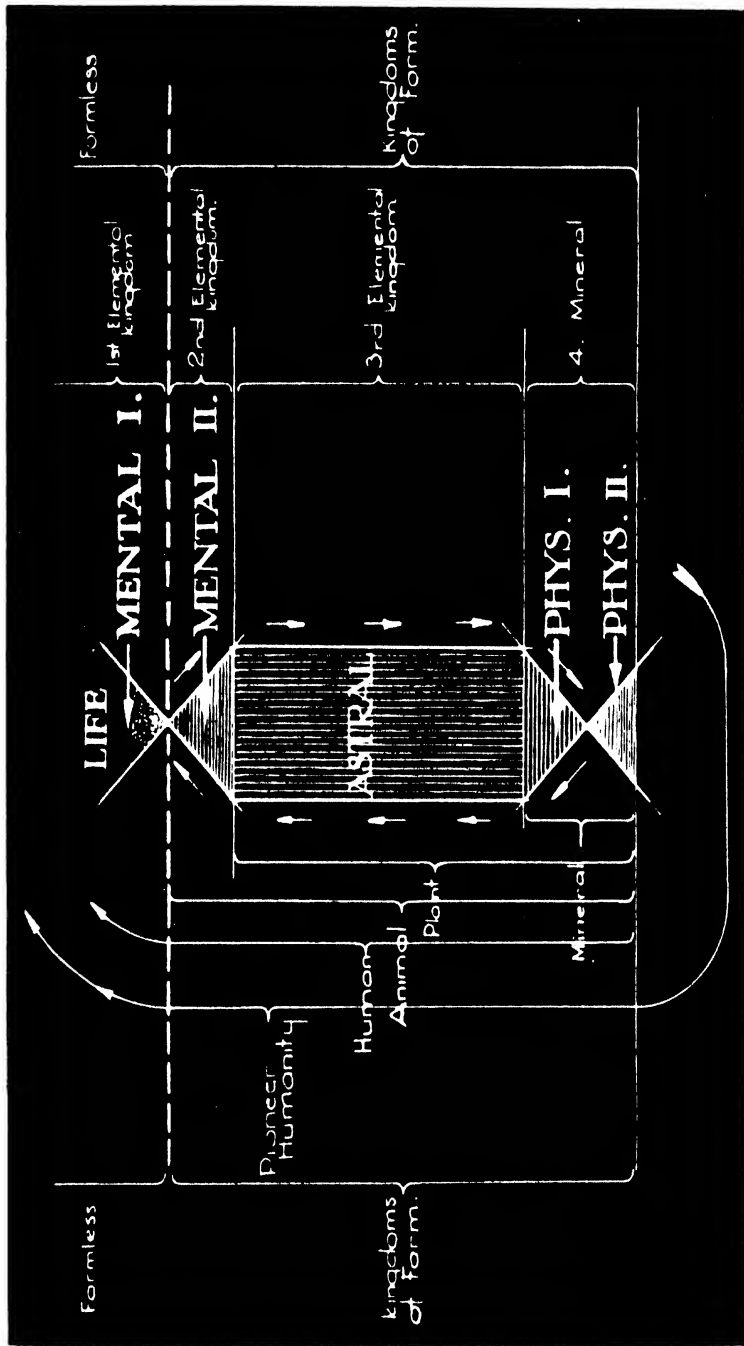 Formless
LIFE
MENTAL I.
1st Elemental
kingdom
Formless
MENTAL II.
2nd Elemental
kingdom.
Pioneer
Humanity
kingdoms
of Form.
Human
Animal
Plant
ASTRAL
3rd Elemental
kingdom
kingdoms
of Form.
Mineral
PHYS. I.
4. Mineral
PHYS. II.